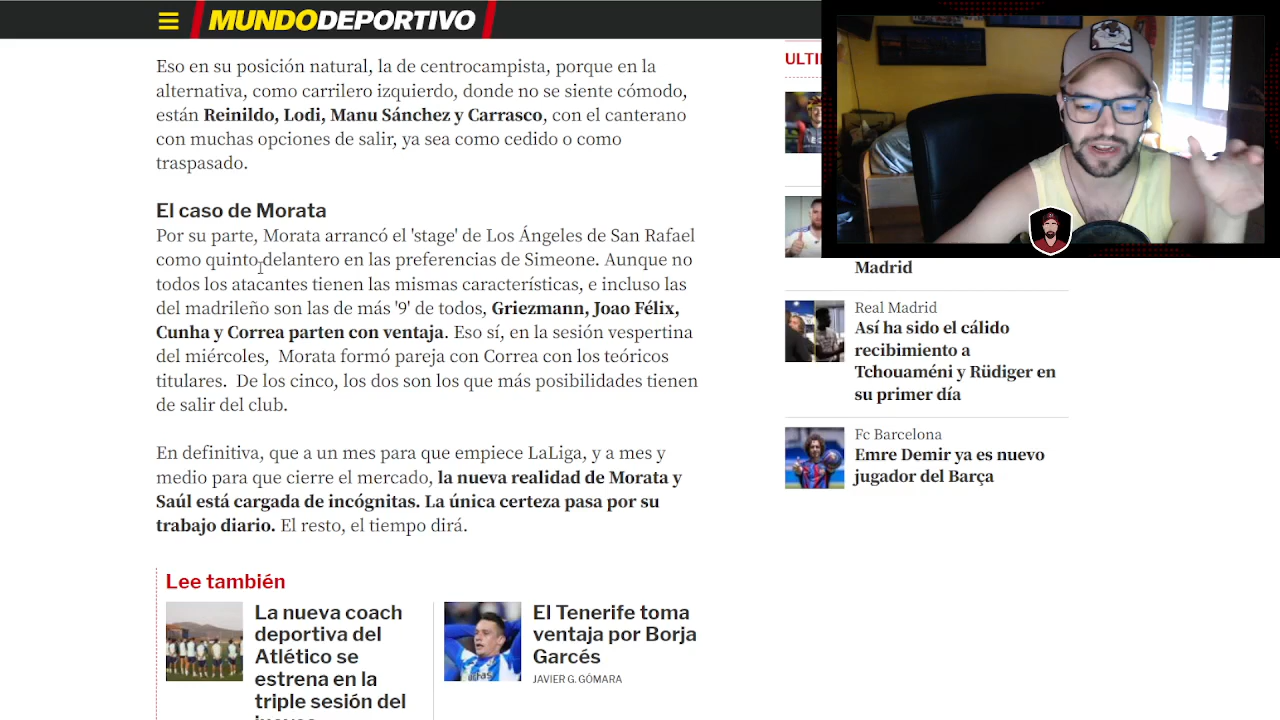 MUNDODEPORTIVO
Eso en su posición natural, la de centrocampista, porque en la
alternativa, como carrilero izquierdo, donde no se siente cómodo,
están Reinildo, Lodi, Manu Sánchez y Carrasco, con el canterano
con muchas opciones de salir, ya sea como cedido o como
traspasado.
El caso de Morata
Por su parte, Morata arrancó el 'stage' de Los Ángeles de San Rafael
como quinto delantero en las preferencias de Simeone. Aunque no
todos los atacantes tienen las mismas características, e incluso las
del madrileño son las de más '9' de todos, Griezmann, Joao Félix,
Cunha y Correa parten con ventaja. Eso sí, en la sesión vespertina
del miércoles, Morata formó pareja con Correa con los teóricos
titulares. De los cinco, los dos son los que más posibilidades tienen
de salir del club.
En definitiva, que a un mes para que empiece LaLiga, y a mes y
medio para que cierre el mercado, la nueva realidad de Morata y
Saúl está cargada de incógnitas. La única certeza pasa por su
trabajo diario. El resto, el tiempo dirá.
Lee también
La nueva coach
deportiva del
Atlético se
estrena en la
triple sesión del
El Tenerife toma
ventaja por Borja
Garcés
JAVIER G. GÓMARA
Madrid
Real Madrid
Así ha sido el cálido
recibimiento a
Tchouaméni y Rüdiger en
su primer día
Fc Barcelona
Emre Demir ya es nuevo
jugador del Barça